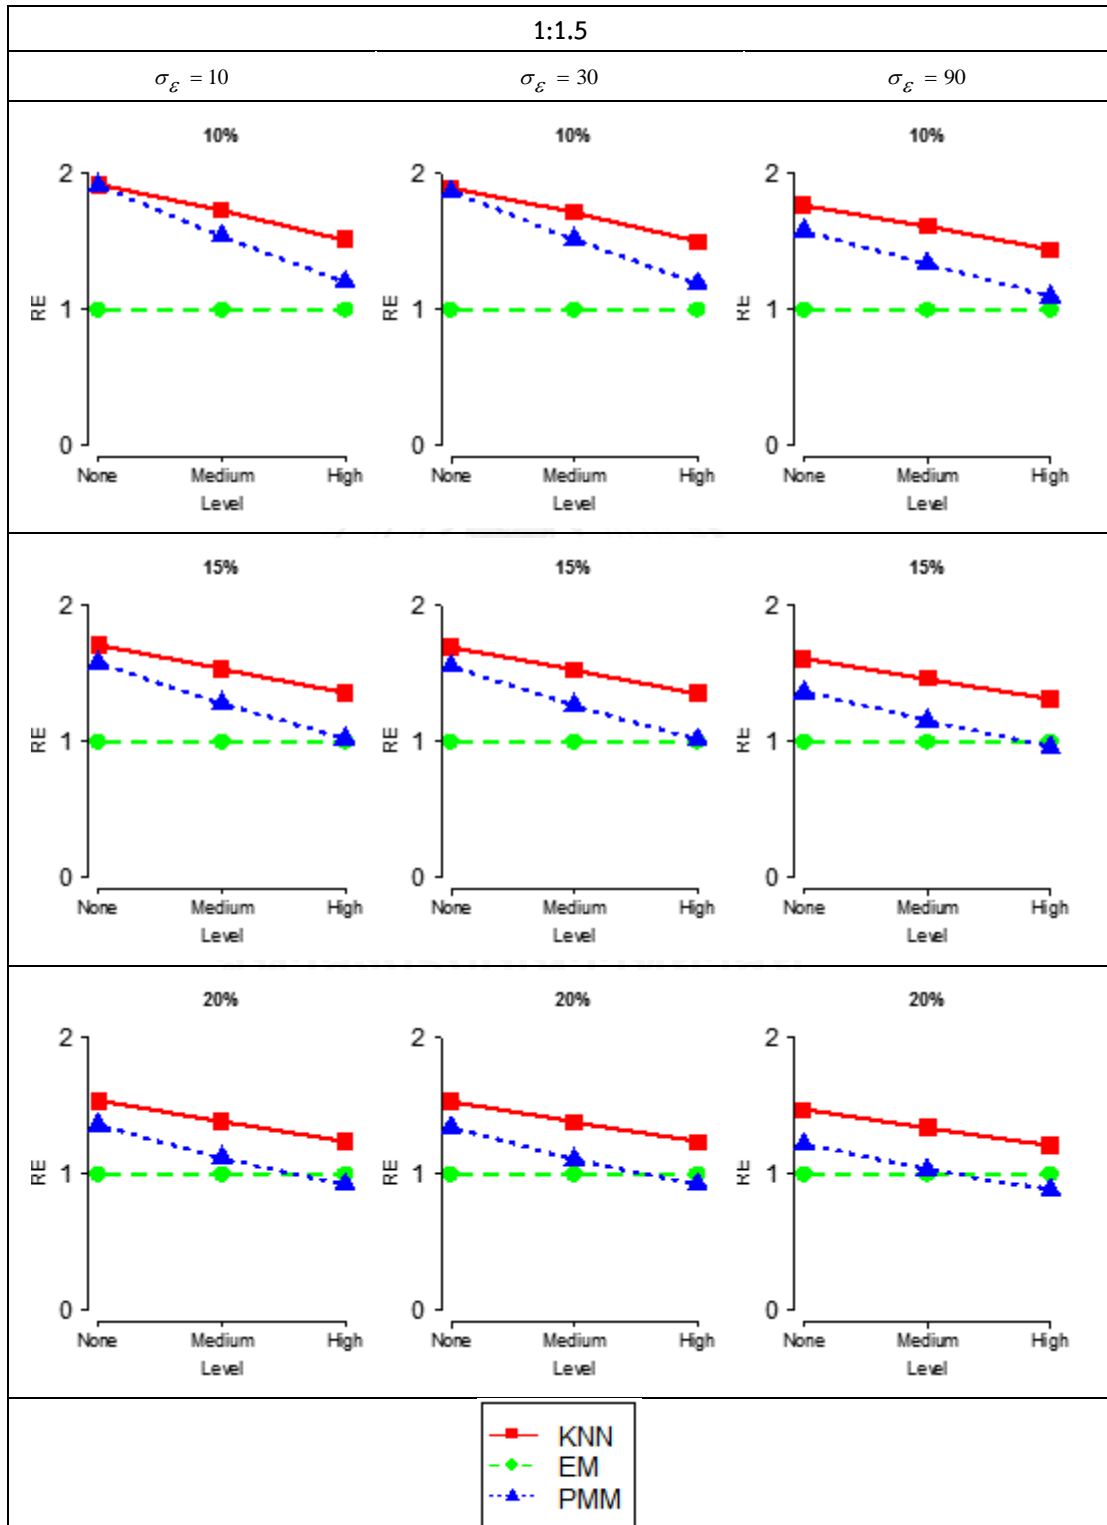 1:1.5
σε = 10 σε = 30 σε = 90
10% 10% 10%
2 2 2
1 1 1
RE RE RE
0 0 0
None Medium High None Medium High None Medium High
Level Level Level
15% 15% 15%
2 2 2
1 1 1
RE RE RE
0 0 0
None Medium High None Medium High None Medium High
Level Level Level
20% 20% 20%
2 2 2
1 1 1
RE RE RE
0 0 0
None Medium High None Medium High None Medium High
Level Level Level
KNN
EM
PMM